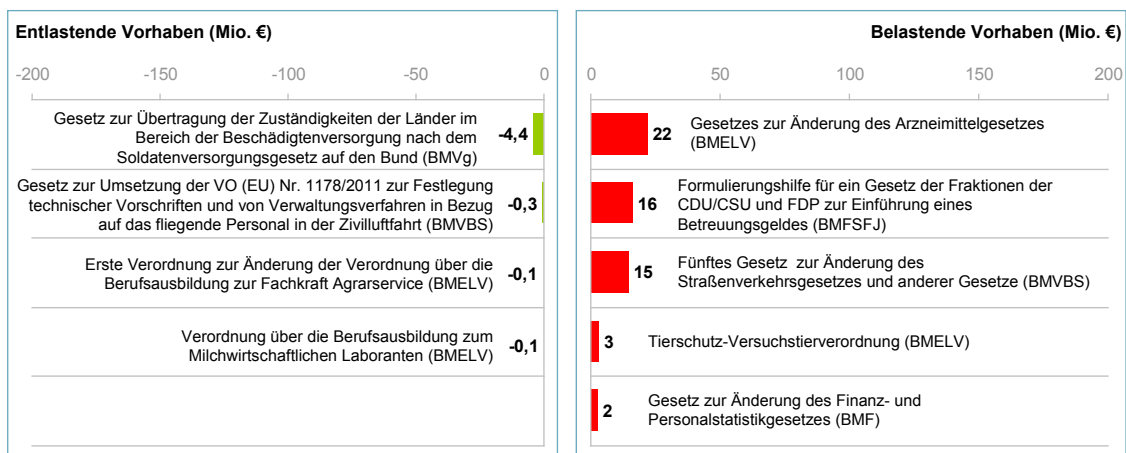 Entlastende Vorhaben (Mio. €)
-200 -150 -100 -50 0
Gesetz zur Übertragung der Zuständigkeiten der Länder im
Bereich der Beschädigtenversorgung nach dem
Soldatenversorgungsgesetz auf den Bund (BMVg)
-4,4
Gesetz zur Umsetzung der VO (EU) Nr. 1178/2011 zur Festlegung
technischer Vorschriften und von Verwaltungsverfahren in Bezug
auf das fliegende Personal in der Zivilluftfahrt (BMVBS)
-0,3
Erste Verordnung zur Änderung der Verordnung über die
Berufsausbildung zur Fachkraft Agrarservice (BMELV)
-0,1
Verordnung über die Berufsausbildung zum
Milchwirtschaftlichen Laboranten (BMELV)
-0,1
Belastende Vorhaben (Mio. €)
0 50 100 150 200
22
Gesetzes zur Änderung des Arzneimittelgesetzes
(BMELV)
16
Formulierungshilfe für ein Gesetz der Fraktionen der
CDU/CSU und FDP zur Einführung eines
Betreuungsgeldes (BMFSFJ)
15
Fünftes Gesetz zur Änderung des
Straßenverkehrsgesetzes und anderer Gesetze (BMVBS)
3
Tierschutz-Versuchstierverordnung (BMELV)
2
Gesetz zur Änderung des Finanz- und
Personalstatistikgesetzes (BMF)